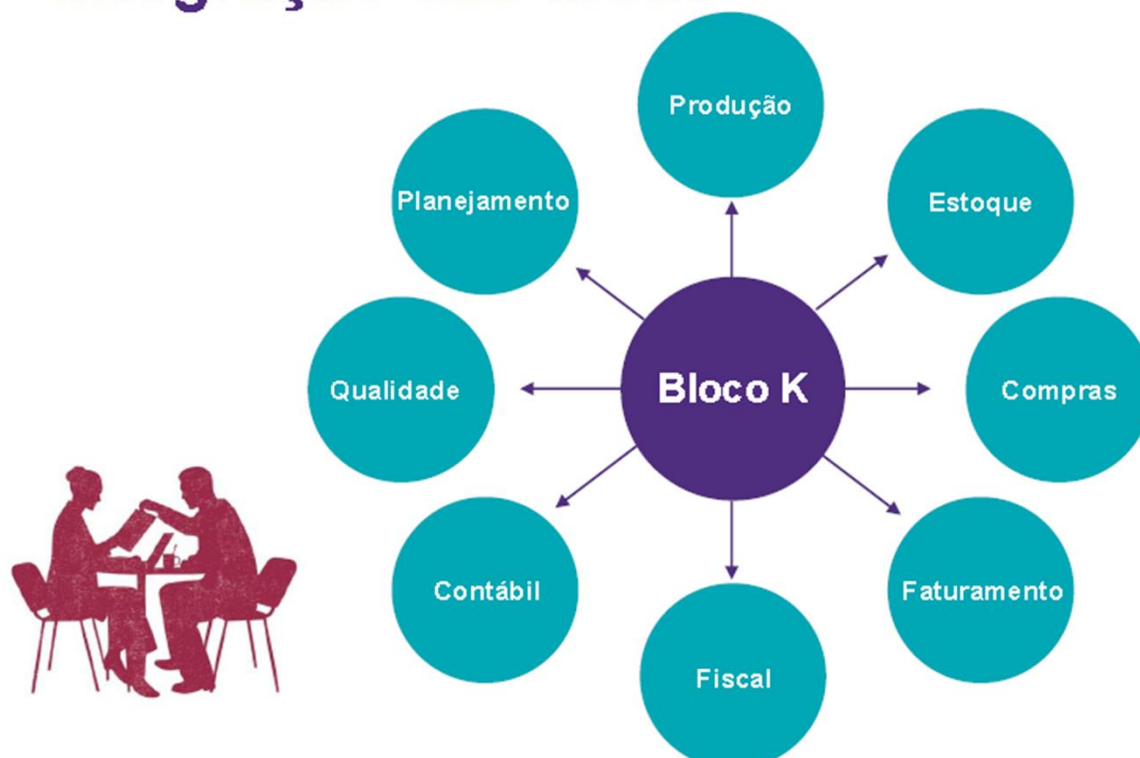 Produção
Planejamento
Estoque
Qualidade
Bloco K
Compras
Contábil
Faturamento
Fiscal